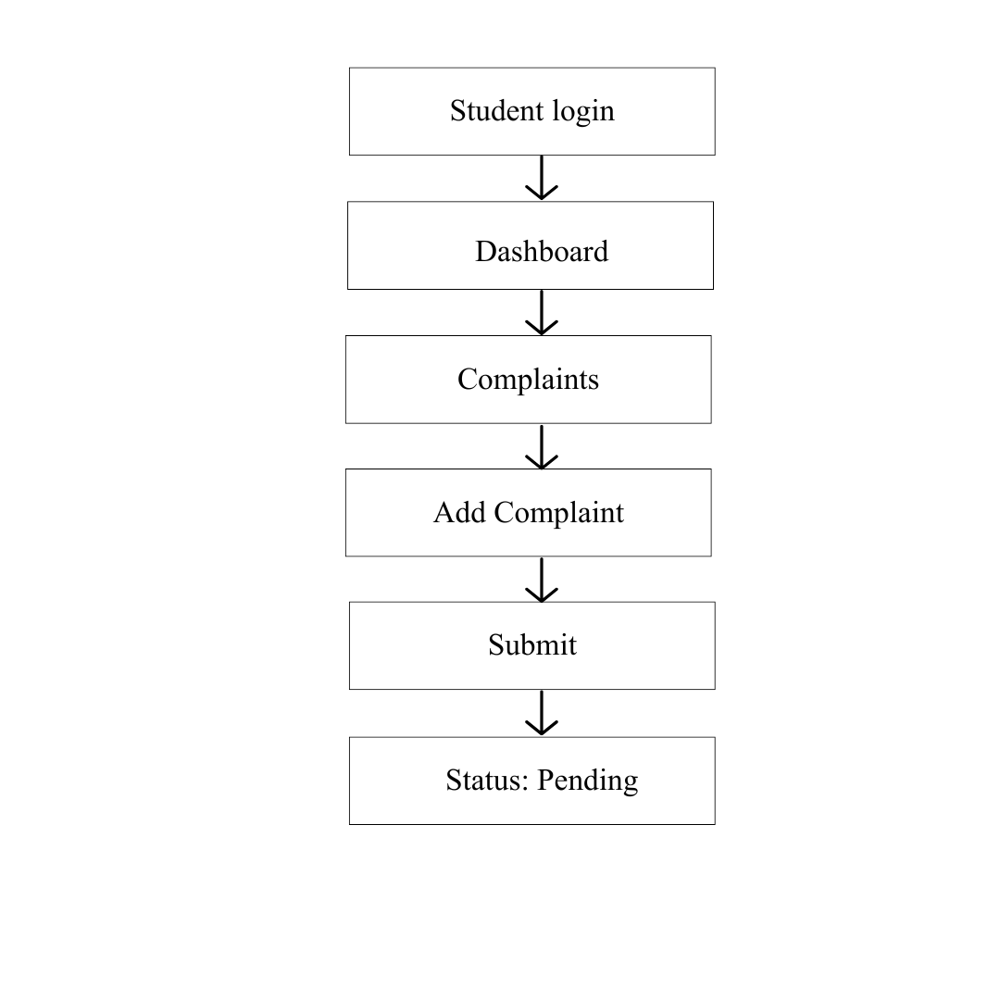 Student login
Dashboard
Complaints
Add Complaint
Submit
Status: Pending